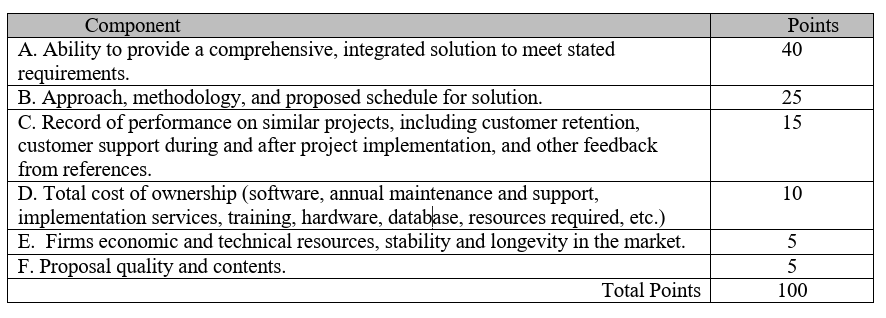 Component Points
A. Ability to provide a comprehensive, integrated solution to meet stated 40
requirements.
B. Approach, methodology, and proposed schedule for solution. 25
C. Record of performance on similar projects, including customer retention, 15
customer support during and after project implementation, and other feedback
from references.
D. Total cost of ownership (software, annual maintenance and support, 10
implementation services, training, hardware, database, resources required, etc.)
E. Firms economic and technical resources, stability and longevity in the market. 5
F. Proposal quality and contents. 5
Total Points 100